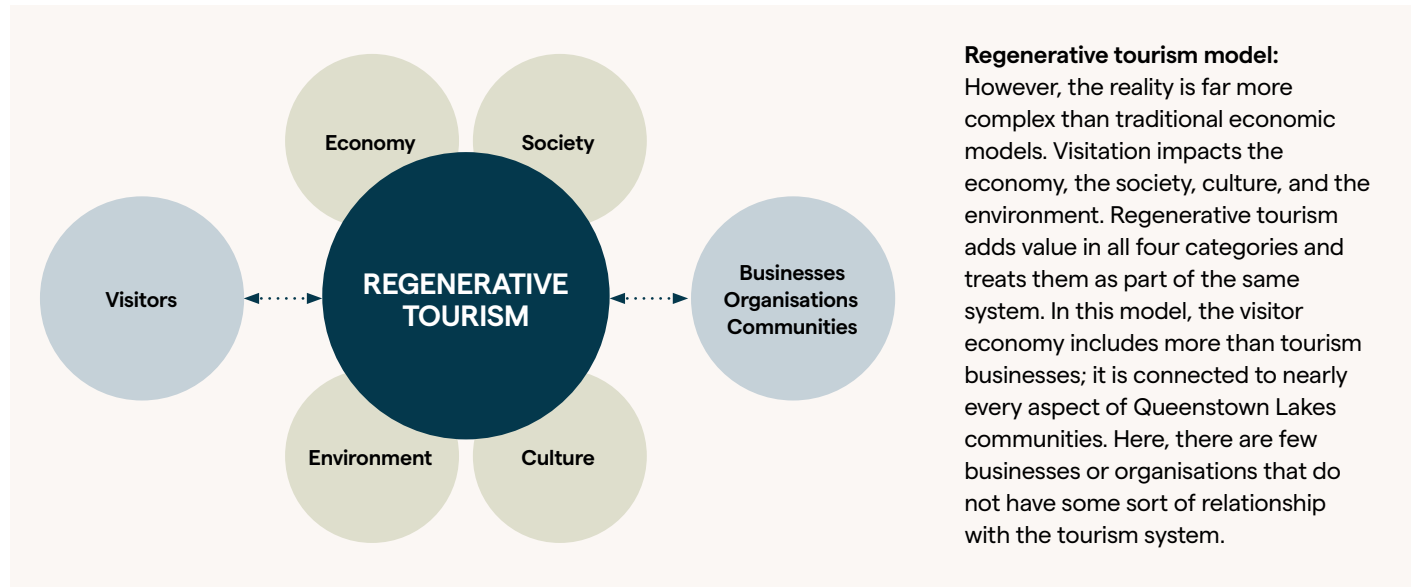 Economy
Society
Visitors
REGENERATIVE
TOURISM
Businesses
Organisations
Communities
Environment
Culture
Regenerative tourism model:
However, the reality is far more
complex than traditional economic
models. Visitation impacts the
economy, the society, culture, and the
environment. Regenerative tourism
adds value in all four categories and
treats them as part of the same
system. In this model, the visitor
economy includes more than tourism
businesses; it is connected to nearly
every aspect of Queenstown Lakes
communities. Here, there are few
businesses or organisations that do
not have some sort of relationship
with the tourism system.